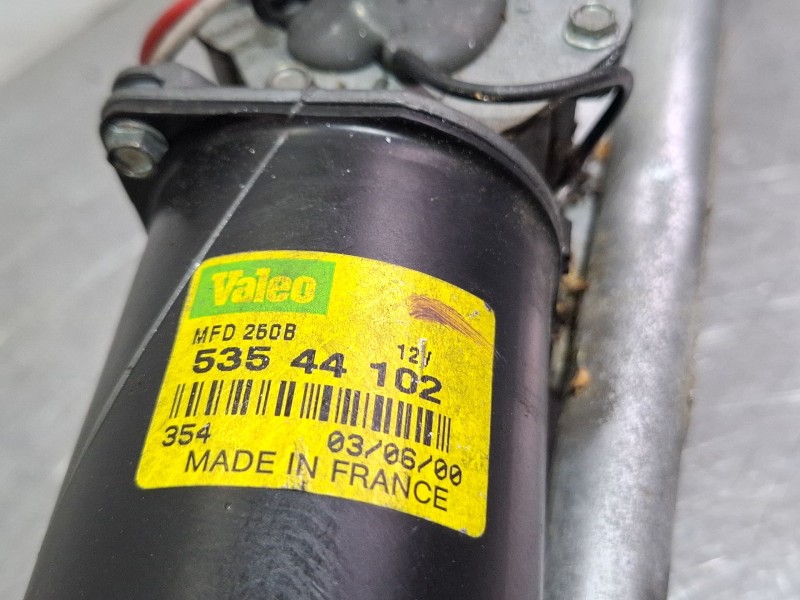 Valeo
MFD 250B 12V
535 44 102
354 03/06/00
MADE IN FRANCE